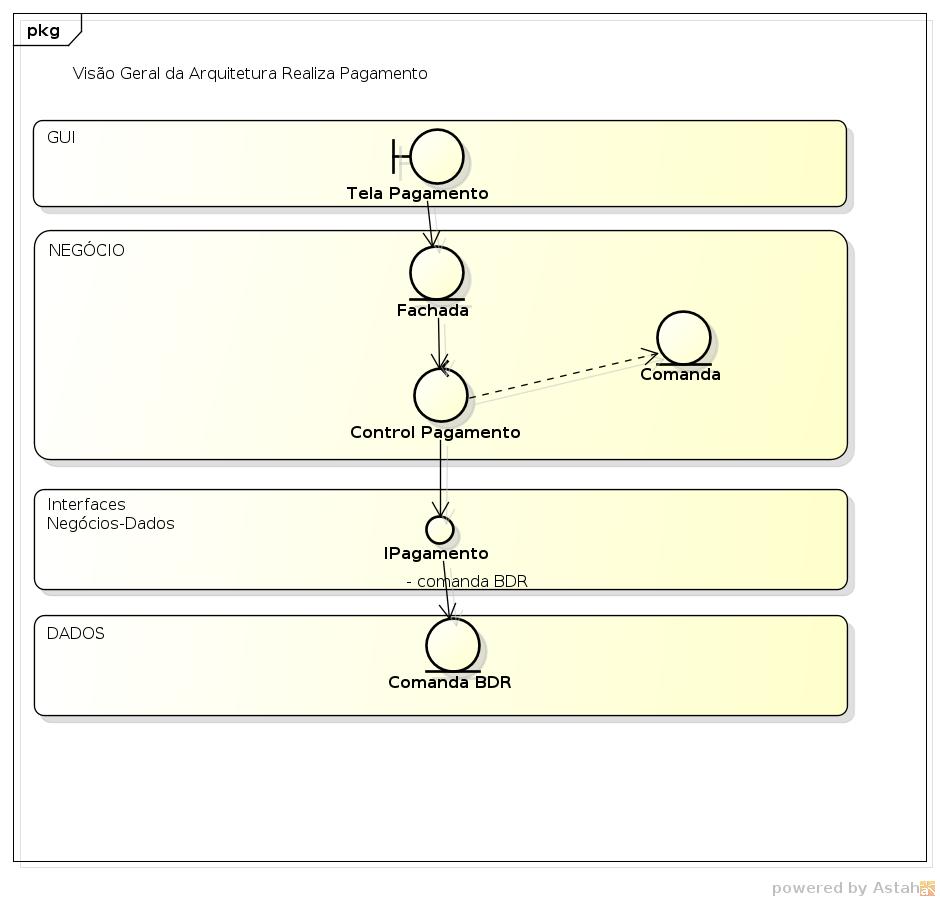 pkg
Visão Geral da Arquitetura Realiza Pagamento
GUI
Tela Pagamento
NEGÓCIO
Fachada
Comanda
Control Pagamento
Interfaces
Negócios-Dados
IPagamento
- comanda BDR
DADOS
Comanda BDR
powered by Astah